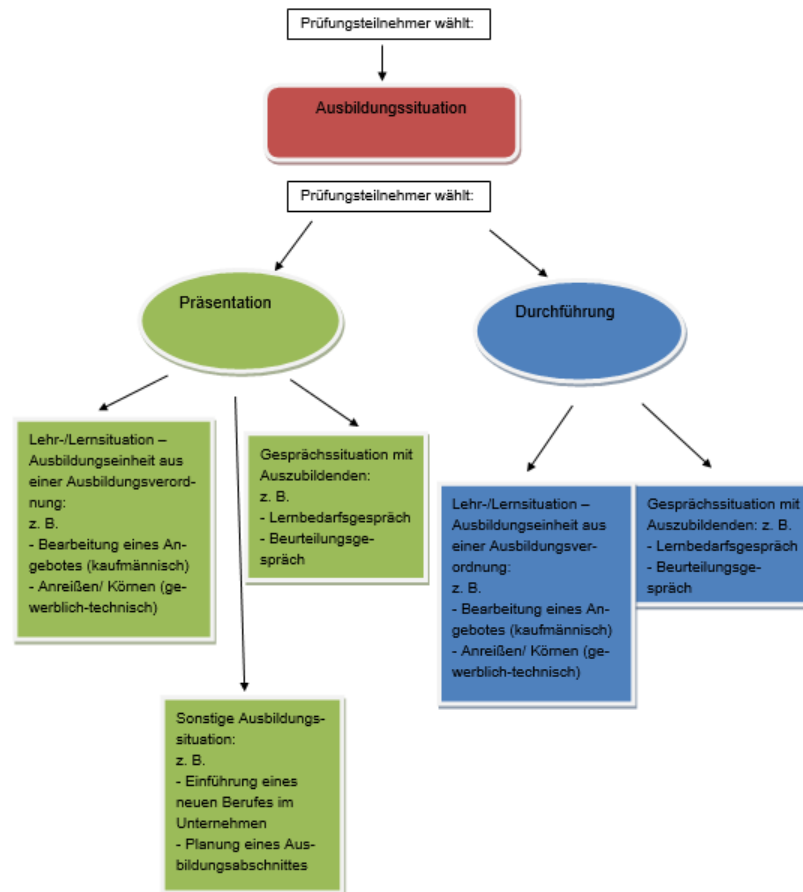 Prüfungsteilnehmer wählt:
Ausbildungssituation
Prüfungsteilnehmer wählt:
Präsentation
Durchführung
Lehr-/Lernsituation –
Ausbildungseinheit aus
einer Ausbildungsverord-
nung:
z. B.
- Bearbeitung eines An-
gebotes (kaufmännisch)
- Anreißen/ Körnen (ge-
werblich-technisch)
Gesprächssituation mit
Auszubildenden:
z. B.
- Lernbedarfsgespräch
- Beurteilungsge-
spräch
Lehr-/Lernsituation –
Ausbildungseinheit aus
einer Ausbildungsver-
ordnung:
z. B.
- Bearbeitung eines An-
gebotes (kaufmännisch)
- Anreißen/ Körnen (ge-
werblich-technisch)
Gesprächssituation mit
Auszubildenden: z. B.
- Lernbedarfsgespräch
- Beurteilungsge-
spräch
Sonstige Ausbildungs-
situation:
z. B.
- Einführung eines
neuen Berufes im
Unternehmen
- Planung eines Aus-
bildungsabschnittes